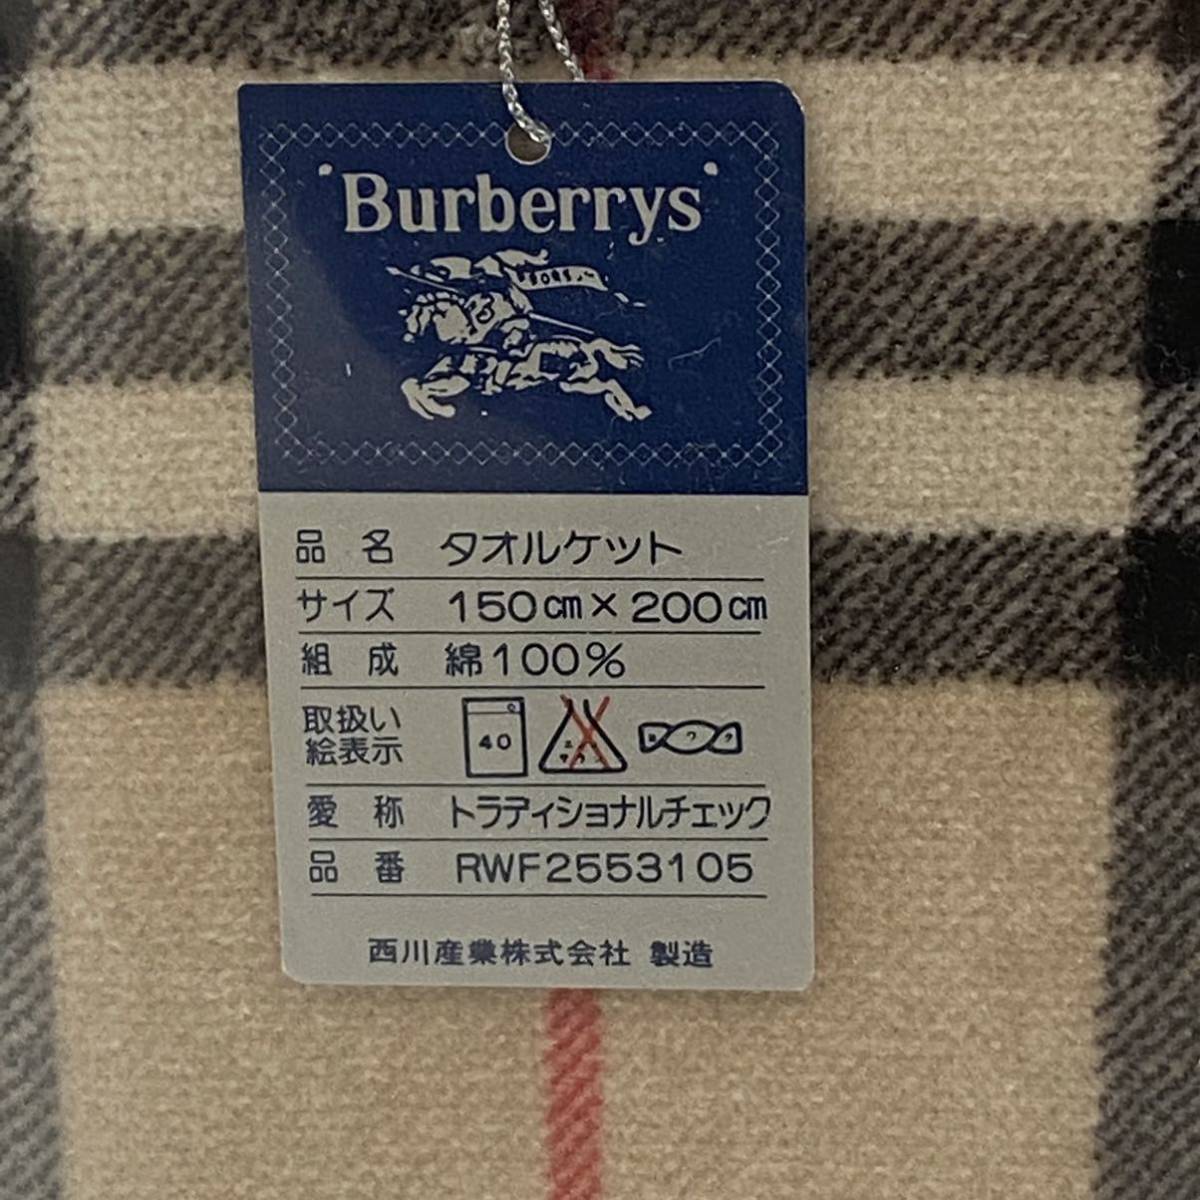 "Burberrys"
品名 タオルケット
サイズ 150㎝×200㎝
組成 綿100%
取扱い
絵表示
40
愛称 トラディショナルチェック
品番 RWF2553105
西川産業株式会社 製造